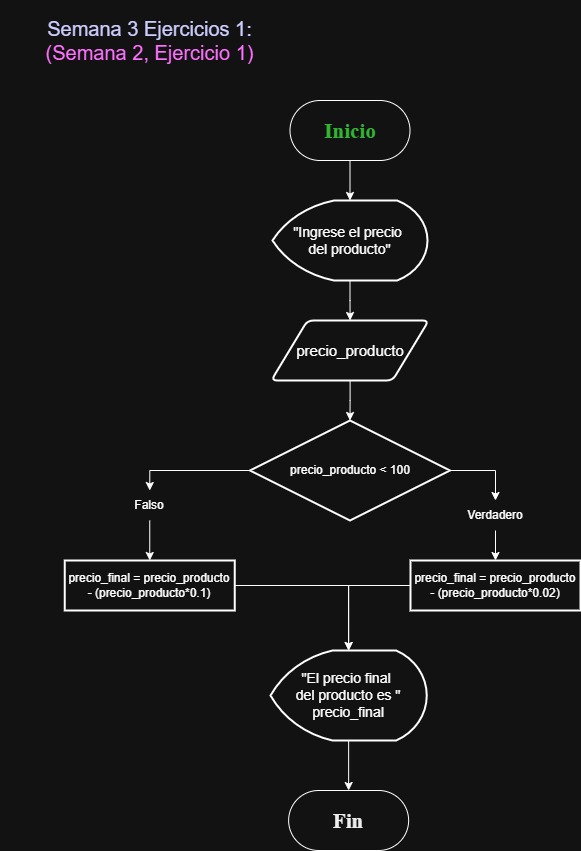 Semana 3 Ejercicios 1:
(Semana 2, Ejercicio 1)
Inicio
"Ingrese el precio
del producto"
precio_producto
precio_producto < 100
Falso
Verdadero
precio_final = precio_producto
- (precio_producto*0.1)
precio_final = precio_producto
- (precio_producto*0.02)
"El precio final
del producto es "
precio_final
Fin